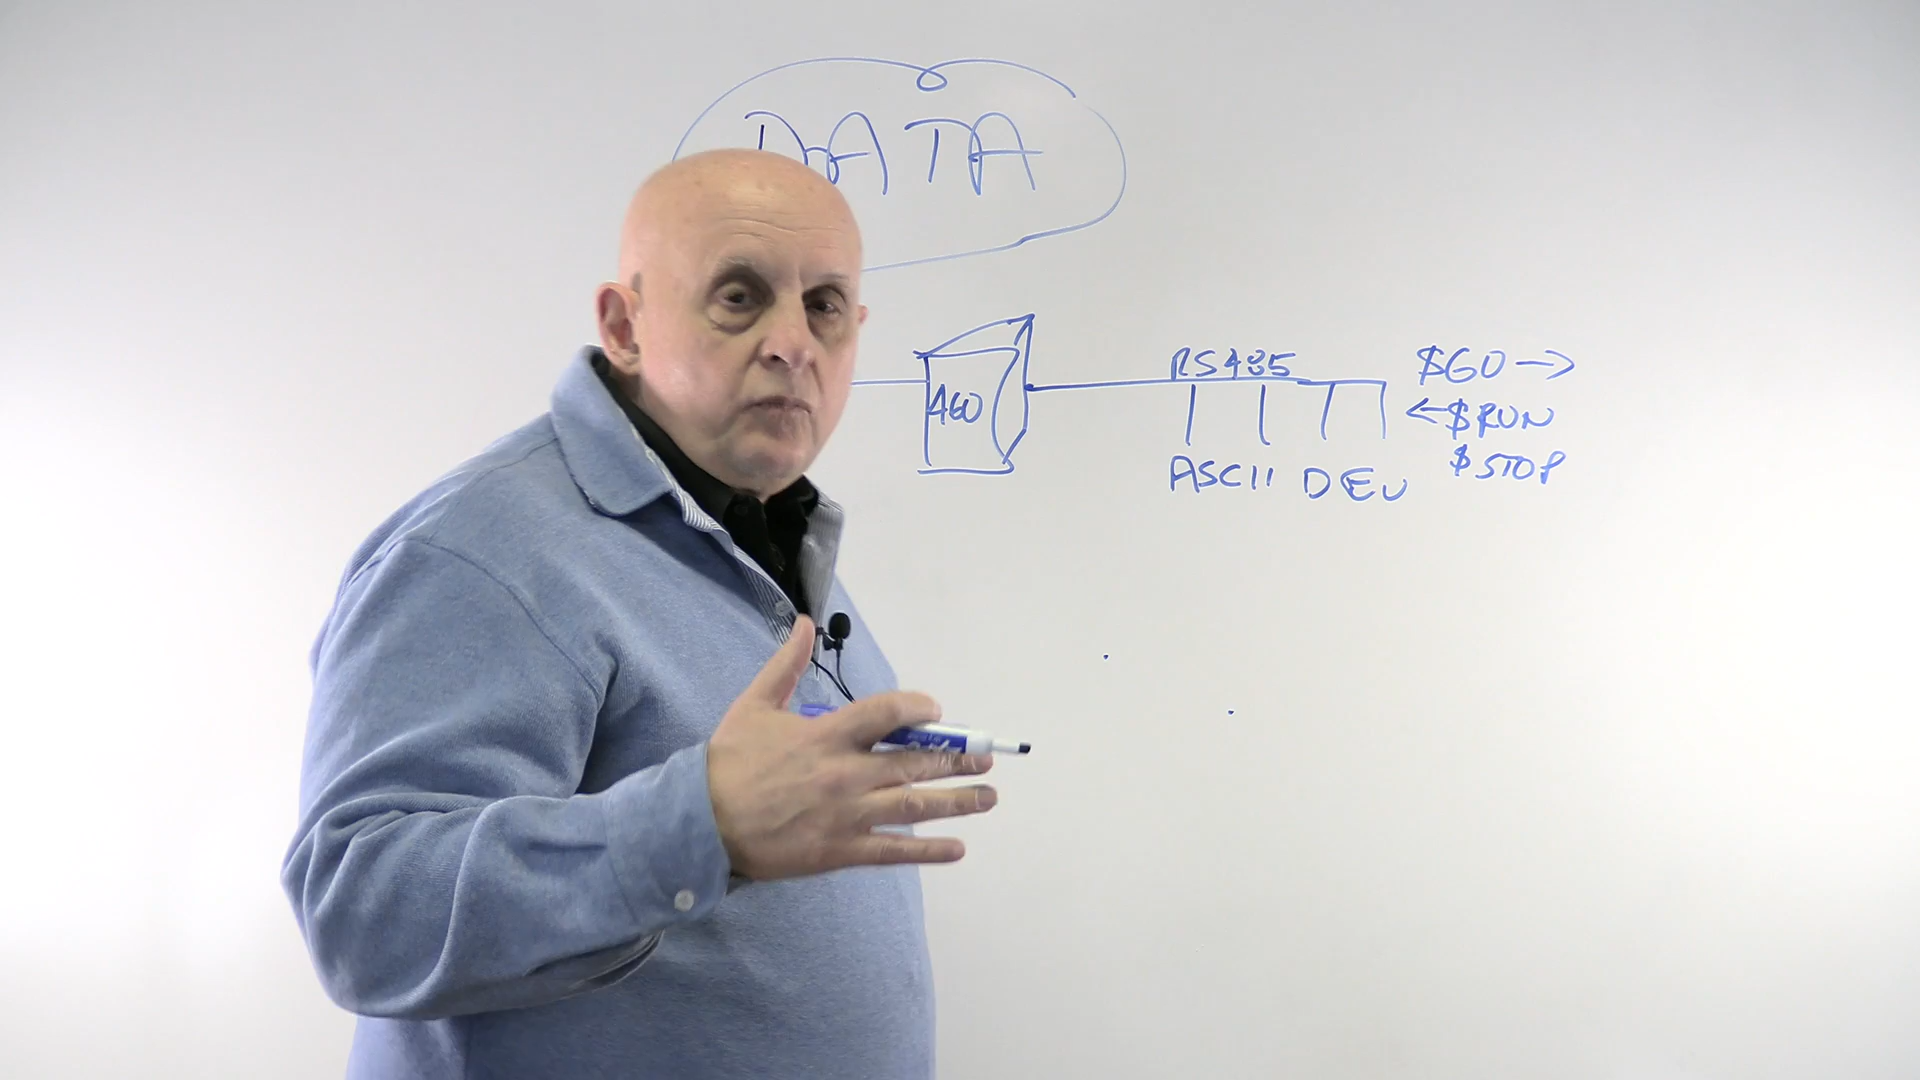 DATA
460
RS485
ASCII DEV
$GO →
← $RUN
$STOP